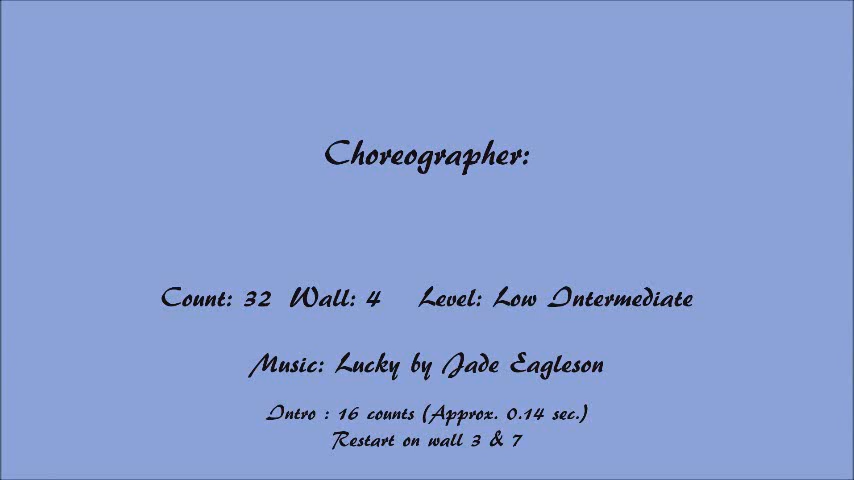 Choreographer:
Count: 32 Wall: 4 Level: Low Intermediate
Music: Lucky by Jade Eagleson
Intro : 16 counts (Approx. 0.14 sec.)
Restart on wall 3 & 7